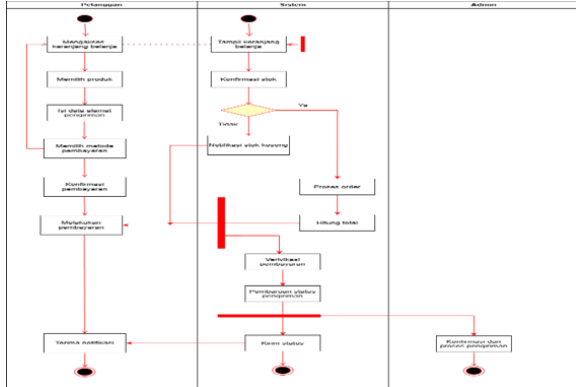 Pelanggan
Sistem
Admin
Mengakses
keranjang belanja
Memilih produk
Isi data alamat
pengiriman
Memilih metode
pembayaran
Konfirmasi
pembayaran
Melakukan
pembayaran
Terima notifikasi
Tampil keranjang
belanja
Konfirmasi stok
Ya
Tidak
Notifikasi stok kosong
Proses order
Hitung total
Verivikasi
pembayaran
Pembaruan status
pengiriman
Kirim status
Konfirmasi dan
proses pengiriman